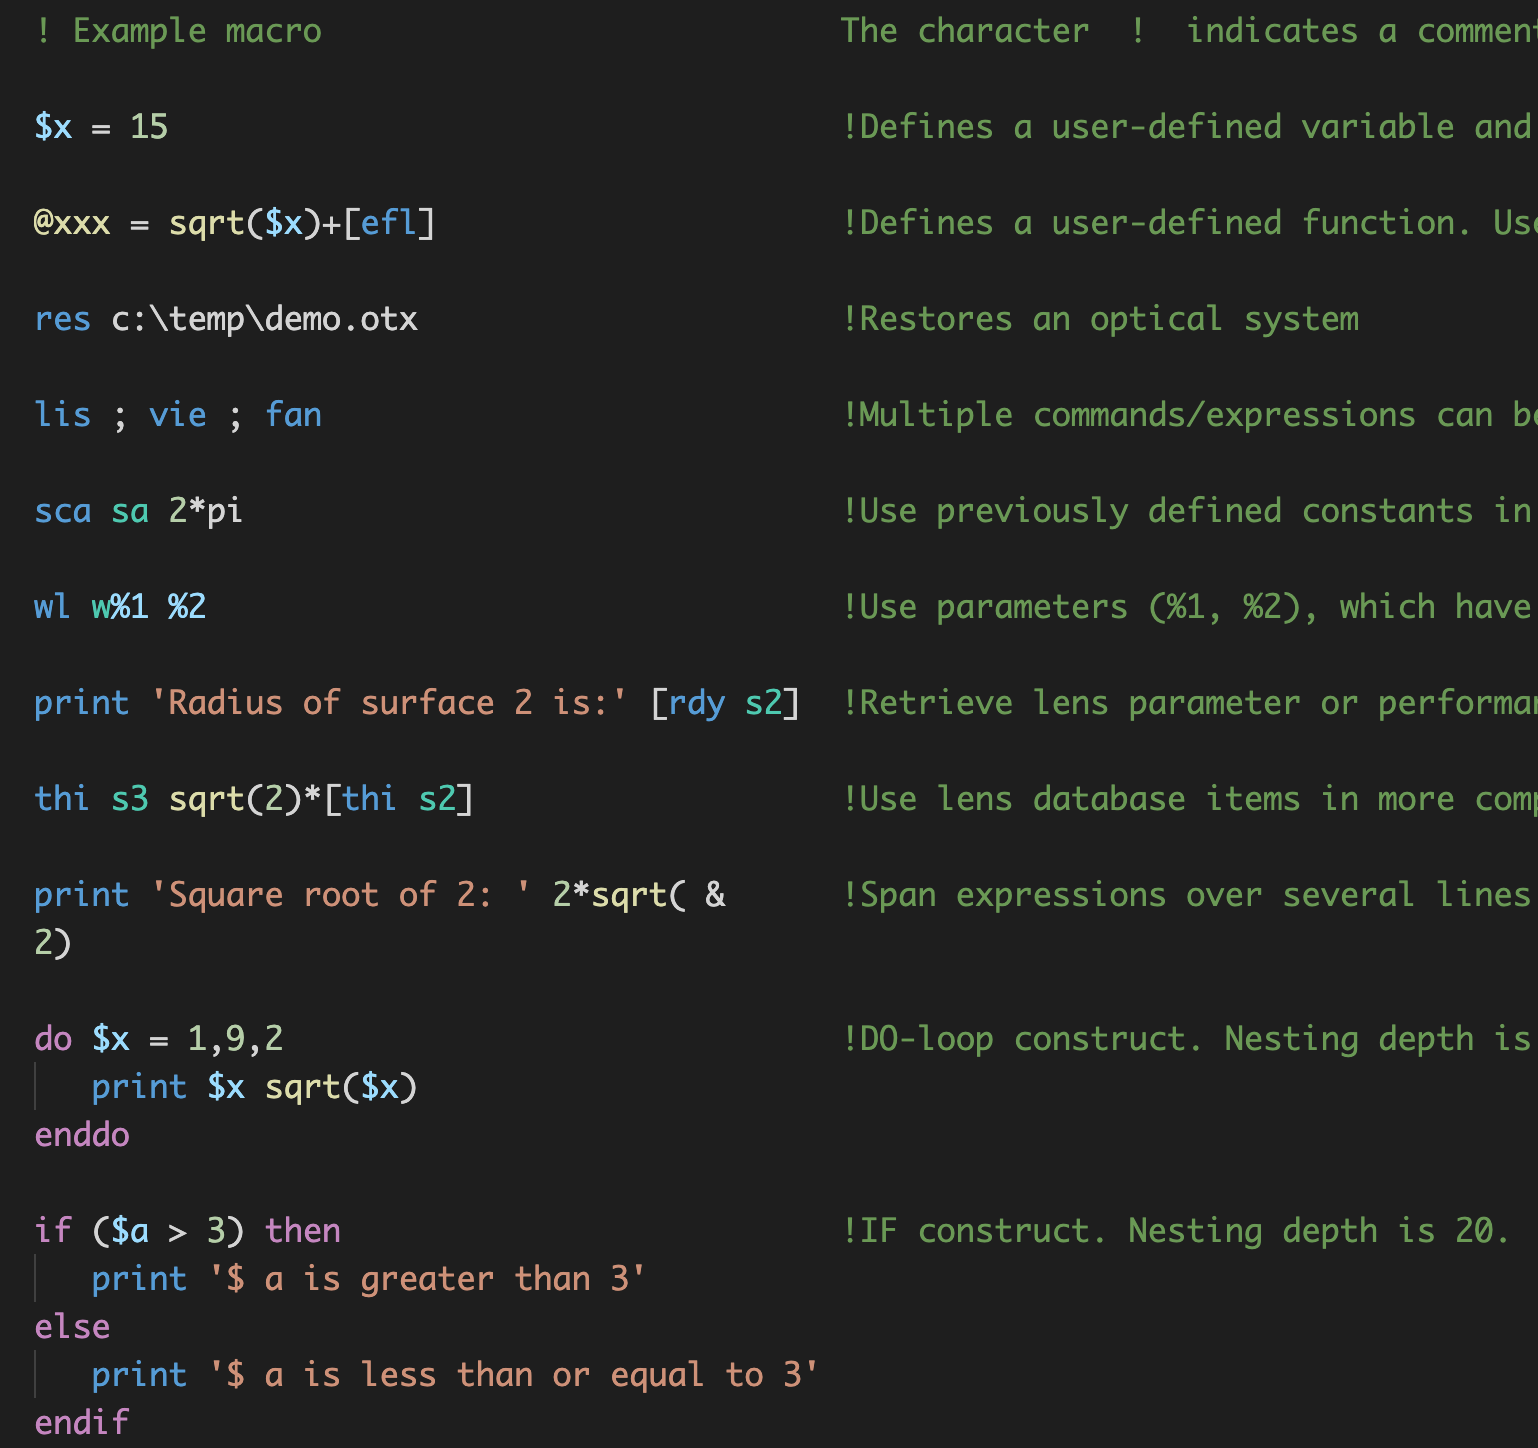 ! Example macro The character ! indicates a comment
$x = 15 !Defines a user-defined variable and
@xxx = sqrt($x)+[efl] !Defines a user-defined function.
res c:\temp\demo.otx !Restores an optical system
lis ; vie ; fan !Multiple commands/expressions can
sca sa 2*pi !Use previously defined constants in
wl w%1 %2 !Use parameters (%1, %2), which have
print 'Radius of surface 2 is:' [rdy s2] !Retrieve lens parameter or
thi s3 sqrt(2)*[thi s2] !Use lens database items in more
print 'Square root of 2: ' 2*sqrt( & !Span expressions over several lines
2)
do $x = 1,9,2 !DO-loop construct. Nesting depth is
print $x sqrt($x)
enddo
if ($a > 3) then !IF construct. Nesting depth is 20.
print '$ a is greater than 3'
else
print '$ a is less than or equal to 3'
endif